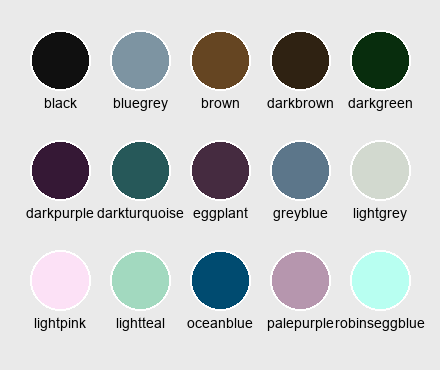 black bluegrey brown darkbrown darkgreen
darkpurple darkturquoise eggplant greyblue lightgrey
lightpink lightteal oceanblue palepurple robinseggblue